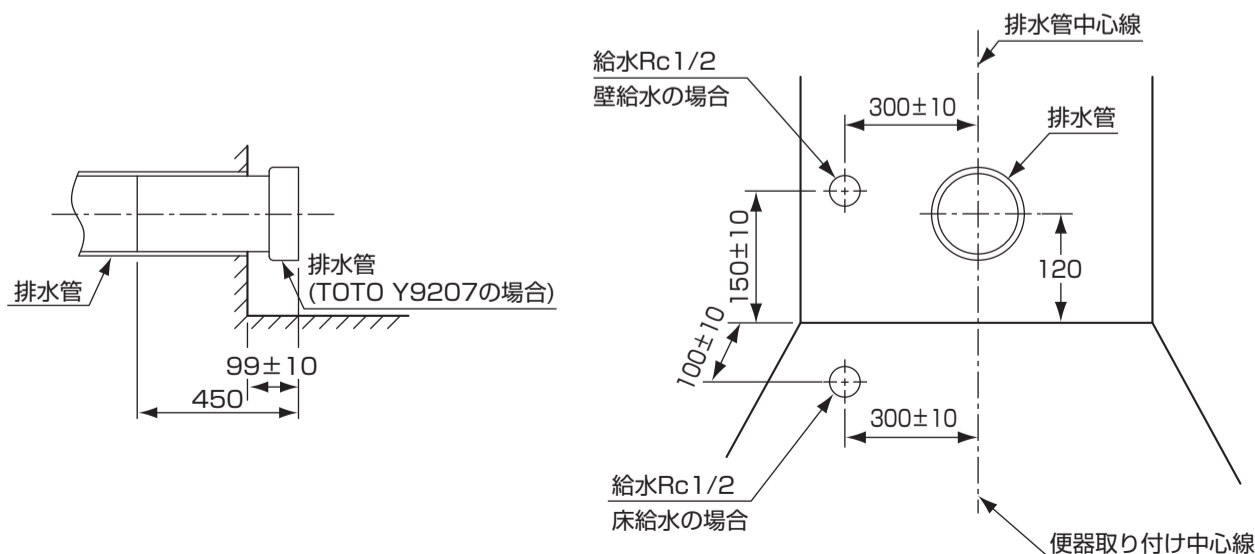 排水管
排水管
(TOTO Y9207の場合)
99±10
450
排水管中心線
給水Rc1/2
壁給水の場合
300±10
排水管
150±10
120
100±10
300±10
給水Rc1/2
床給水の場合
便器取り付け中心線